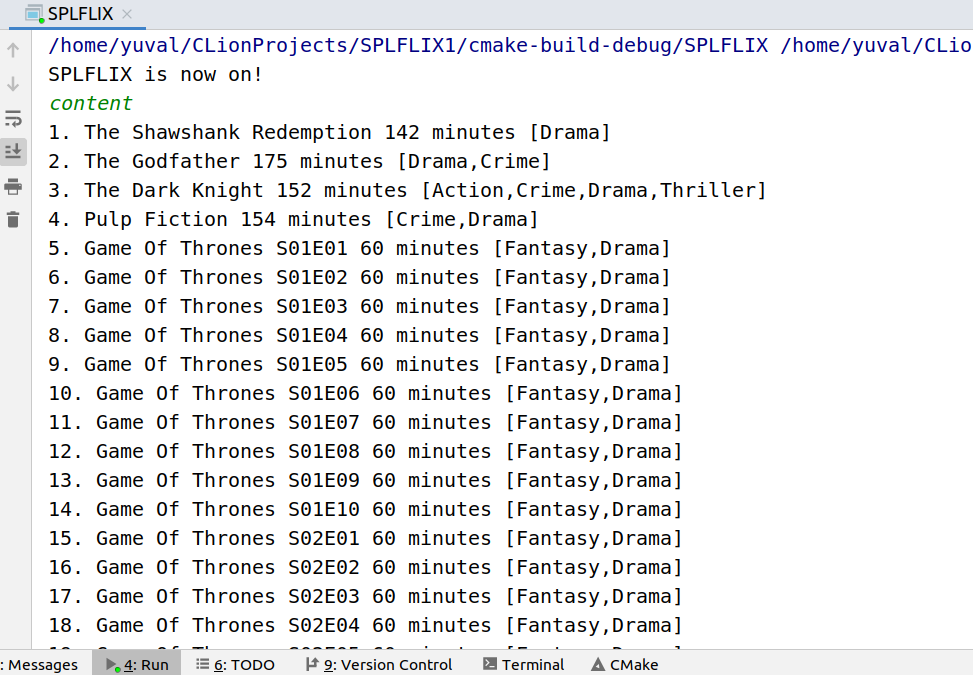 SPLFLIX
/home/yuval/CLionProjects/SPLFLIX1/cmake-build-debug/SPLFLIX /home/yuval/CLio
SPLFLIX is now on!
content
1. The Shawshank Redemption 142 minutes [Drama]
2. The Godfather 175 minutes [Drama,Crime]
3. The Dark Knight 152 minutes [Action,Crime,Drama,Thriller]
4. Pulp Fiction 154 minutes [Crime,Drama]
5. Game Of Thrones S01E01 60 minutes [Fantasy,Drama]
6. Game Of Thrones S01E02 60 minutes [Fantasy,Drama]
7. Game Of Thrones S01E03 60 minutes [Fantasy,Drama]
8. Game Of Thrones S01E04 60 minutes [Fantasy,Drama]
9. Game Of Thrones S01E05 60 minutes [Fantasy,Drama]
10. Game Of Thrones S01E06 60 minutes [Fantasy,Drama]
11. Game Of Thrones S01E07 60 minutes [Fantasy,Drama]
12. Game Of Thrones S01E08 60 minutes [Fantasy,Drama]
13. Game Of Thrones S01E09 60 minutes [Fantasy,Drama]
14. Game Of Thrones S01E10 60 minutes [Fantasy,Drama]
15. Game Of Thrones S02E01 60 minutes [Fantasy,Drama]
16. Game Of Thrones S02E02 60 minutes [Fantasy,Drama]
17. Game Of Thrones S02E03 60 minutes [Fantasy,Drama]
18. Game Of Thrones S02E04 60 minutes [Fantasy,Drama]
: Messages 4: Run 6: TODO 9: Version Control Terminal CMake